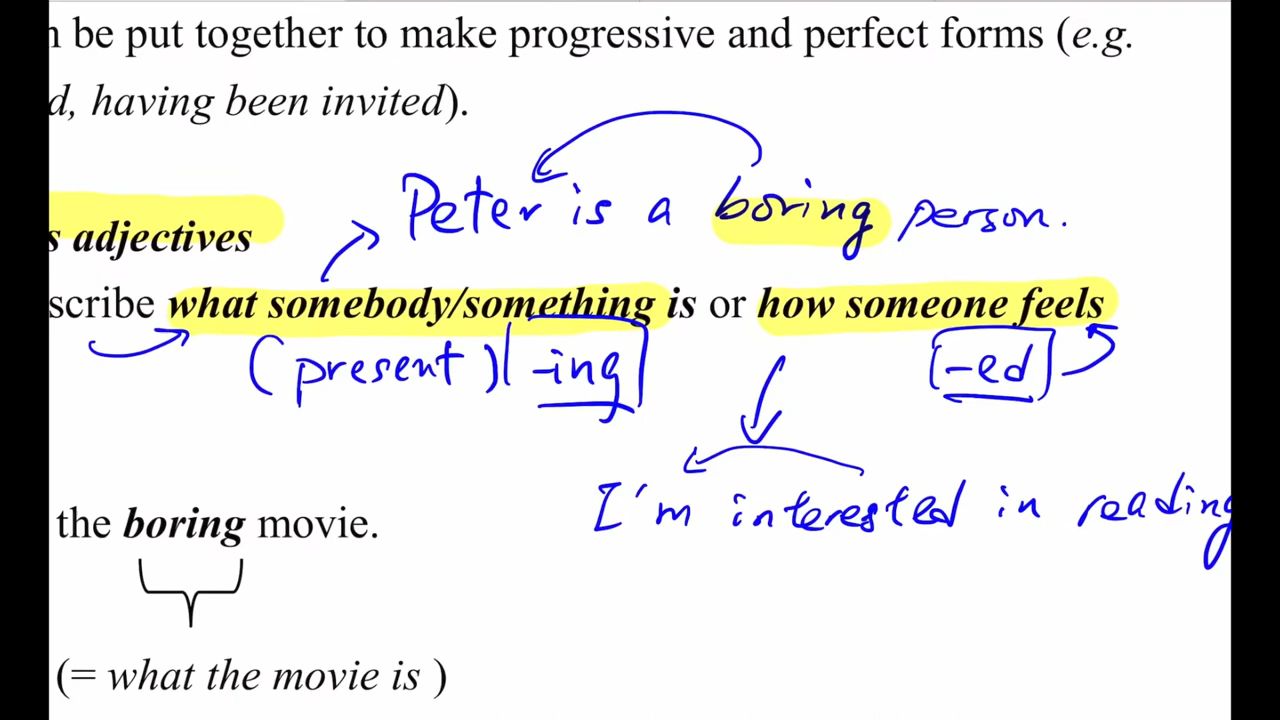 n be put together to make progressive and perfect forms (e.g.
d, having been invited).
Peter is a boring person.
s adjectives
scribe what somebody/something is or how someone feels
(present) -ing -ed
I'm interested in reading
the boring movie.
(= what the movie is )